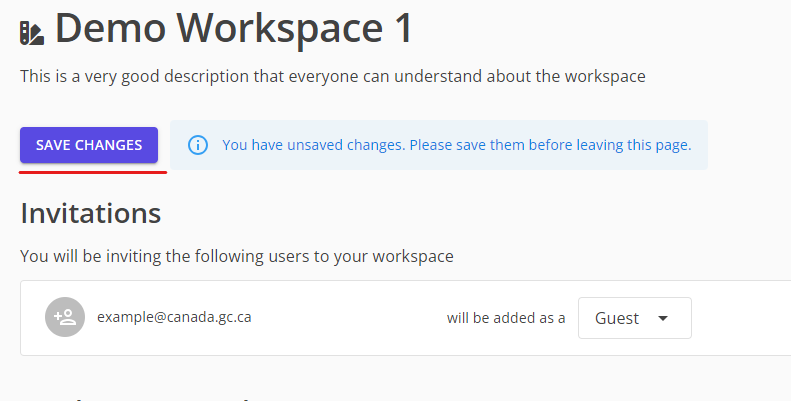 Demo Workspace 1
This is a very good description that everyone can understand about the workspace
SAVE CHANGES
You have unsaved changes. Please save them before leaving this page.
Invitations
You will be inviting the following users to your workspace
example@canada.gc.ca will be added as a Guest